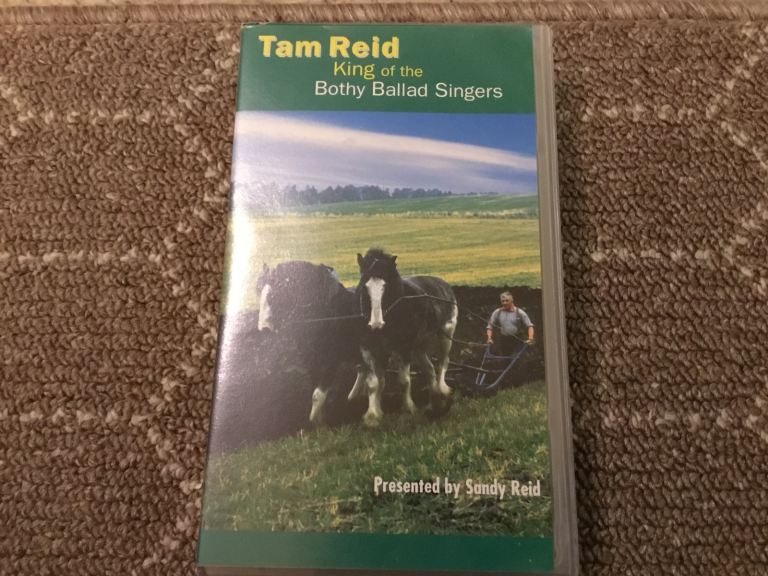 Tam Reid
King of the
Bothy Ballad Singers
Presented by Sandy Reid